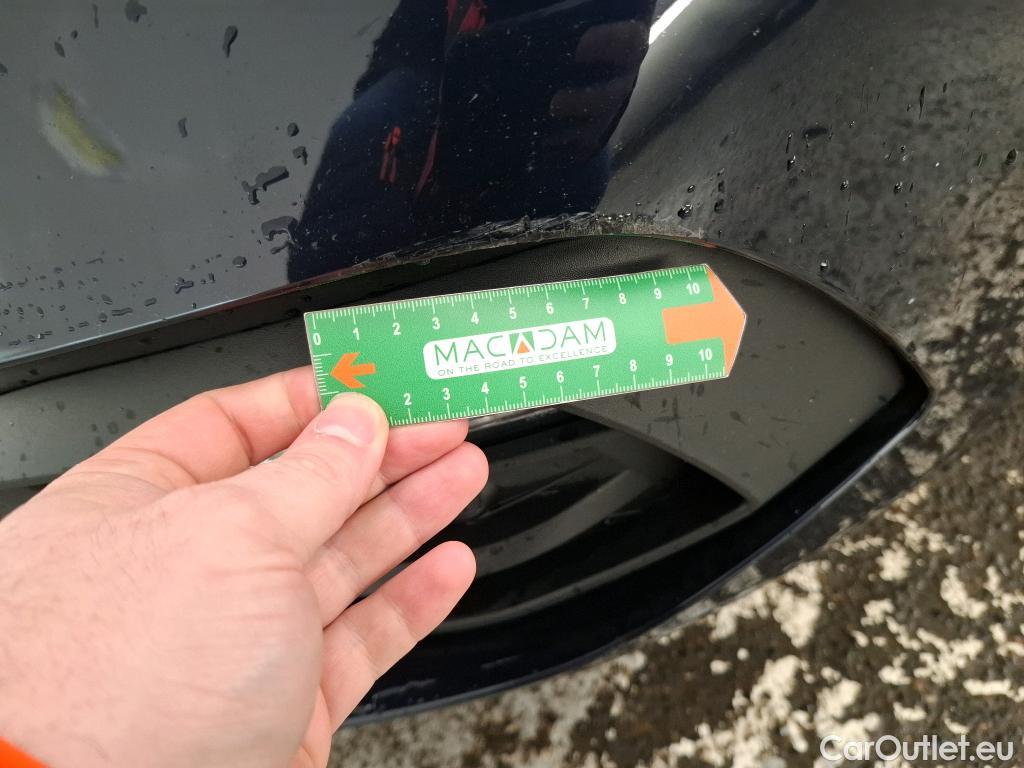 0 1 2 3 4 5 6 7 8 9 10
MACADAM
ON THE ROAD TO EXCELLENCE
2 3 4 5 6 7 8 9 10
CarOutlet.eu